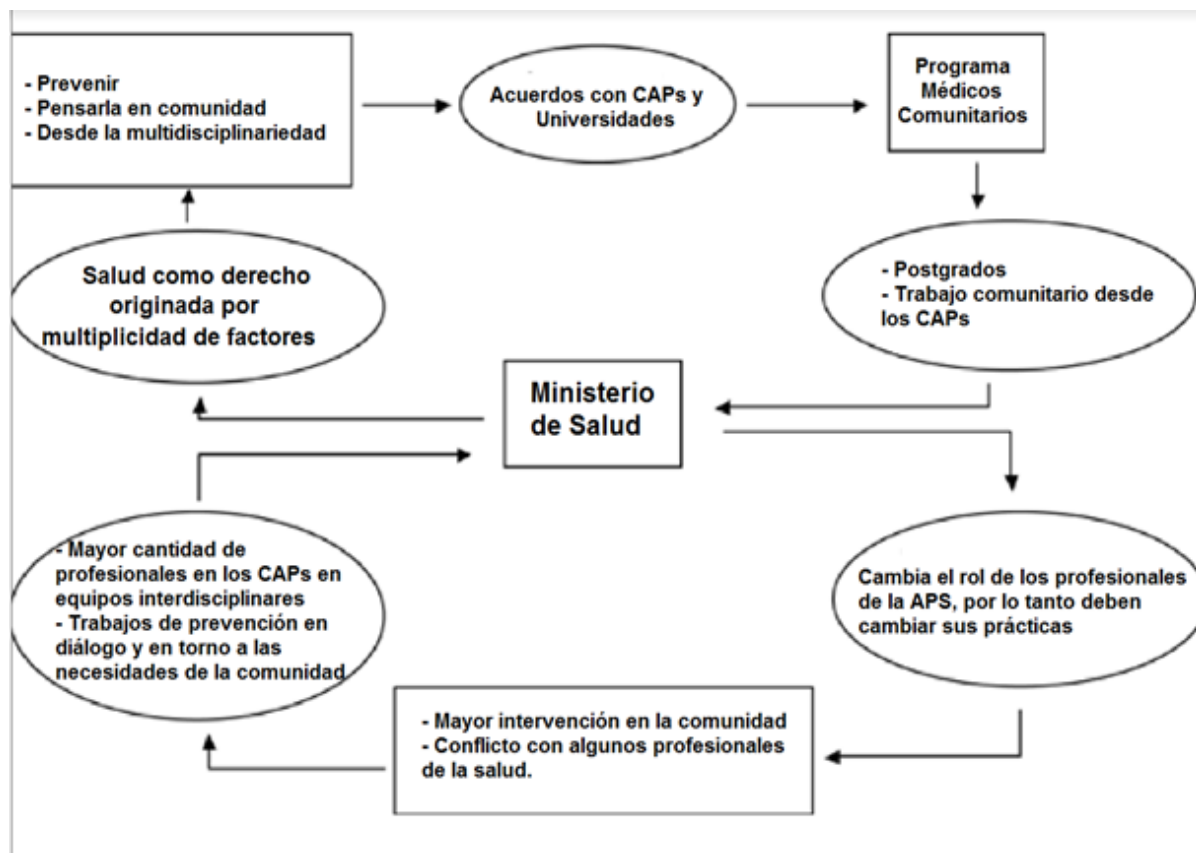 - Prevenir
- Pensarla en comunidad
- Desde la multidisciplinariedad
Acuerdos con CAPs y
Universidades
Programa
Médicos
Comunitarios
Salud como derecho
originada por
multiplicidad de factores
- Postgrados
- Trabajo comunitario desde
los CAPs
Ministerio
de Salud
- Mayor cantidad de
profesionales en los CAPs en
equipos interdisciplinares
- Trabajos de prevención en
diálogo y en torno a las
necesidades de la comunidad
Cambia el rol de los profesionales
de la APS, por lo tanto deben
cambiar sus prácticas
- Mayor intervención en la comunidad
- Conflicto con algunos profesionales
de la salud.